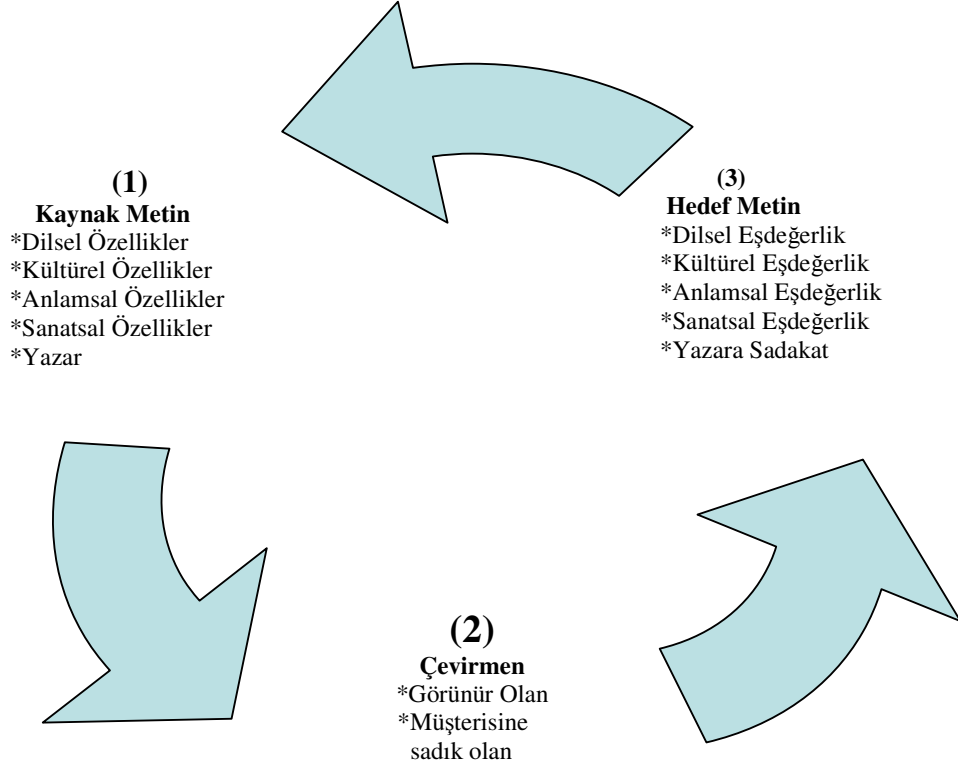 (1)
Kaynak Metin
*Dilsel Özellikler
*Kültürel Özellikler
*Anlamsal Özellikler
*Sanatsal Özellikler
*Yazar
(2)
Çevirmen
*Görünür Olan
*Müşterisine
sadık olan
(3)
Hedef Metin
*Dilsel Eşdeğerlik
*Kültürel Eşdeğerlik
*Anlamsal Eşdeğerlik
*Sanatsal Eşdeğerlik
*Yazara Sadakat